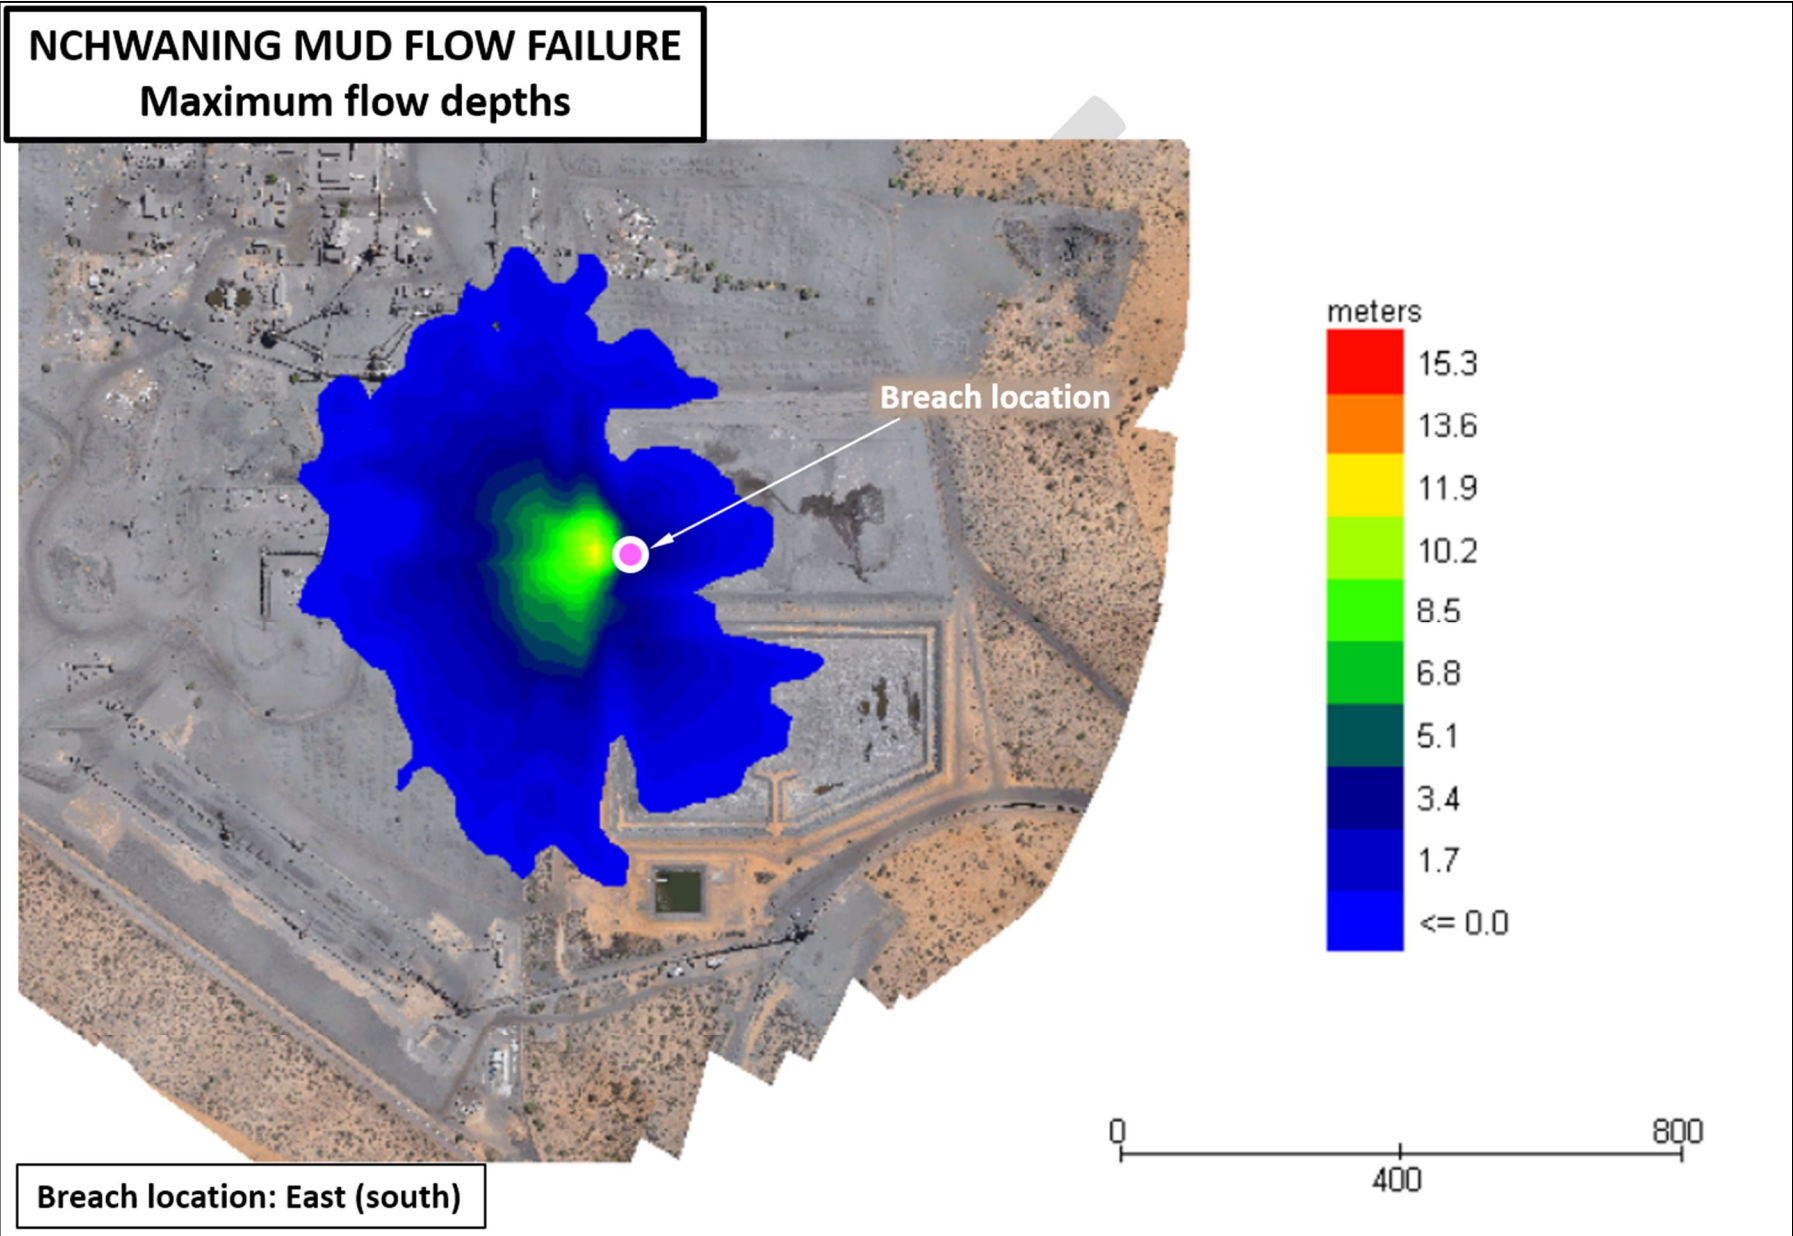 NCHWANING MUD FLOW FAILURE
Maximum flow depths
Breach location
meters
15.3
13.6
11.9
10.2
8.5
6.8
5.1
3.4
1.7
<= 0.0
0
800
400
Breach location: East (south)